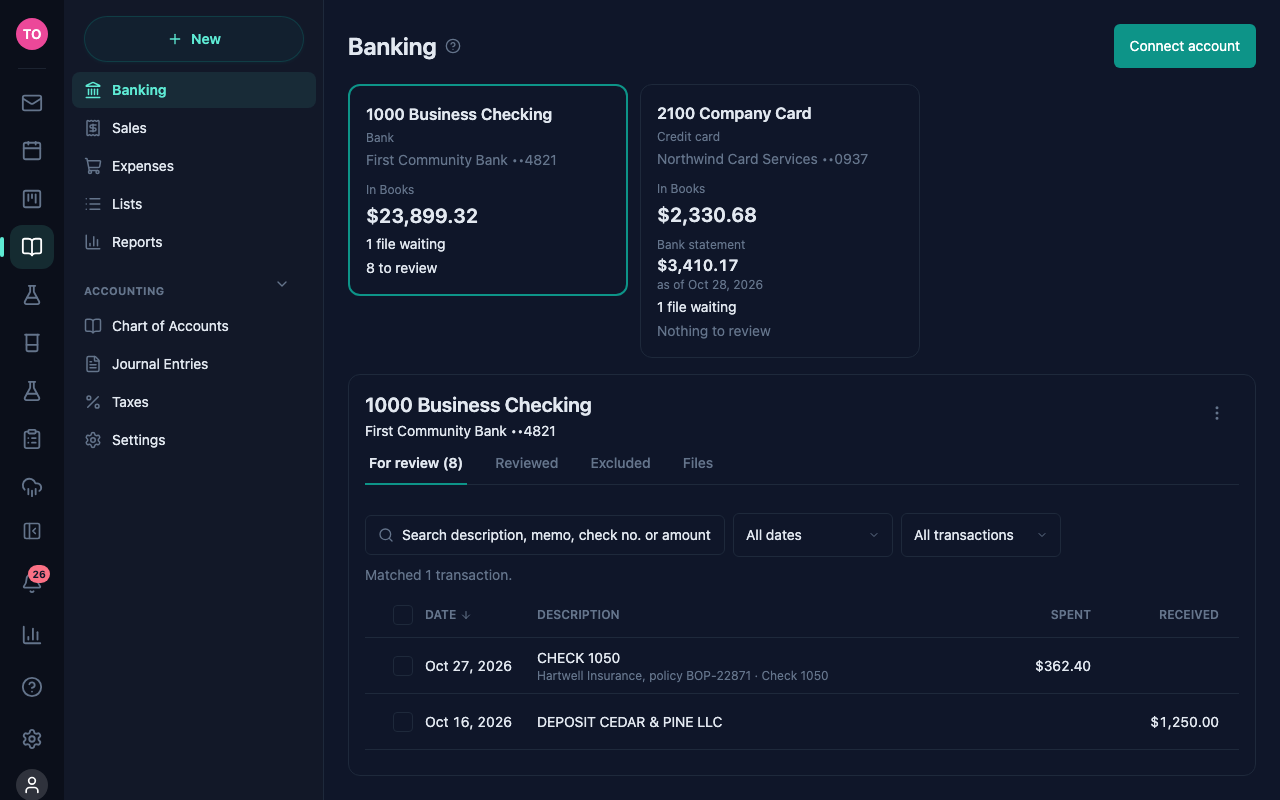 TO
New
Banking
Sales
Expenses
Lists
Reports
ACCOUNTING
Chart of Accounts
Journal Entries
Taxes
Settings
26
Banking
Connect account
1000 Business Checking
Bank
First Community Bank ••4821
In Books
$23,899.32
1 file waiting
8 to review
2100 Company Card
Credit card
Northwind Card Services ••0937
In Books
$2,330.68
Bank statement
$3,410.17
as of Oct 28, 2026
1 file waiting
Nothing to review
1000 Business Checking
First Community Bank ••4821
For review (8) Reviewed Excluded Files
Search description, memo, check no. or amount All dates All transactions
Matched 1 transaction.
DATE ↓ DESCRIPTION SPENT RECEIVED
Oct 27, 2026 CHECK 1050 $362.40
Hartwell Insurance, policy BOP-22871 · Check 1050
Oct 16, 2026 DEPOSIT CEDAR & PINE LLC $1,250.00